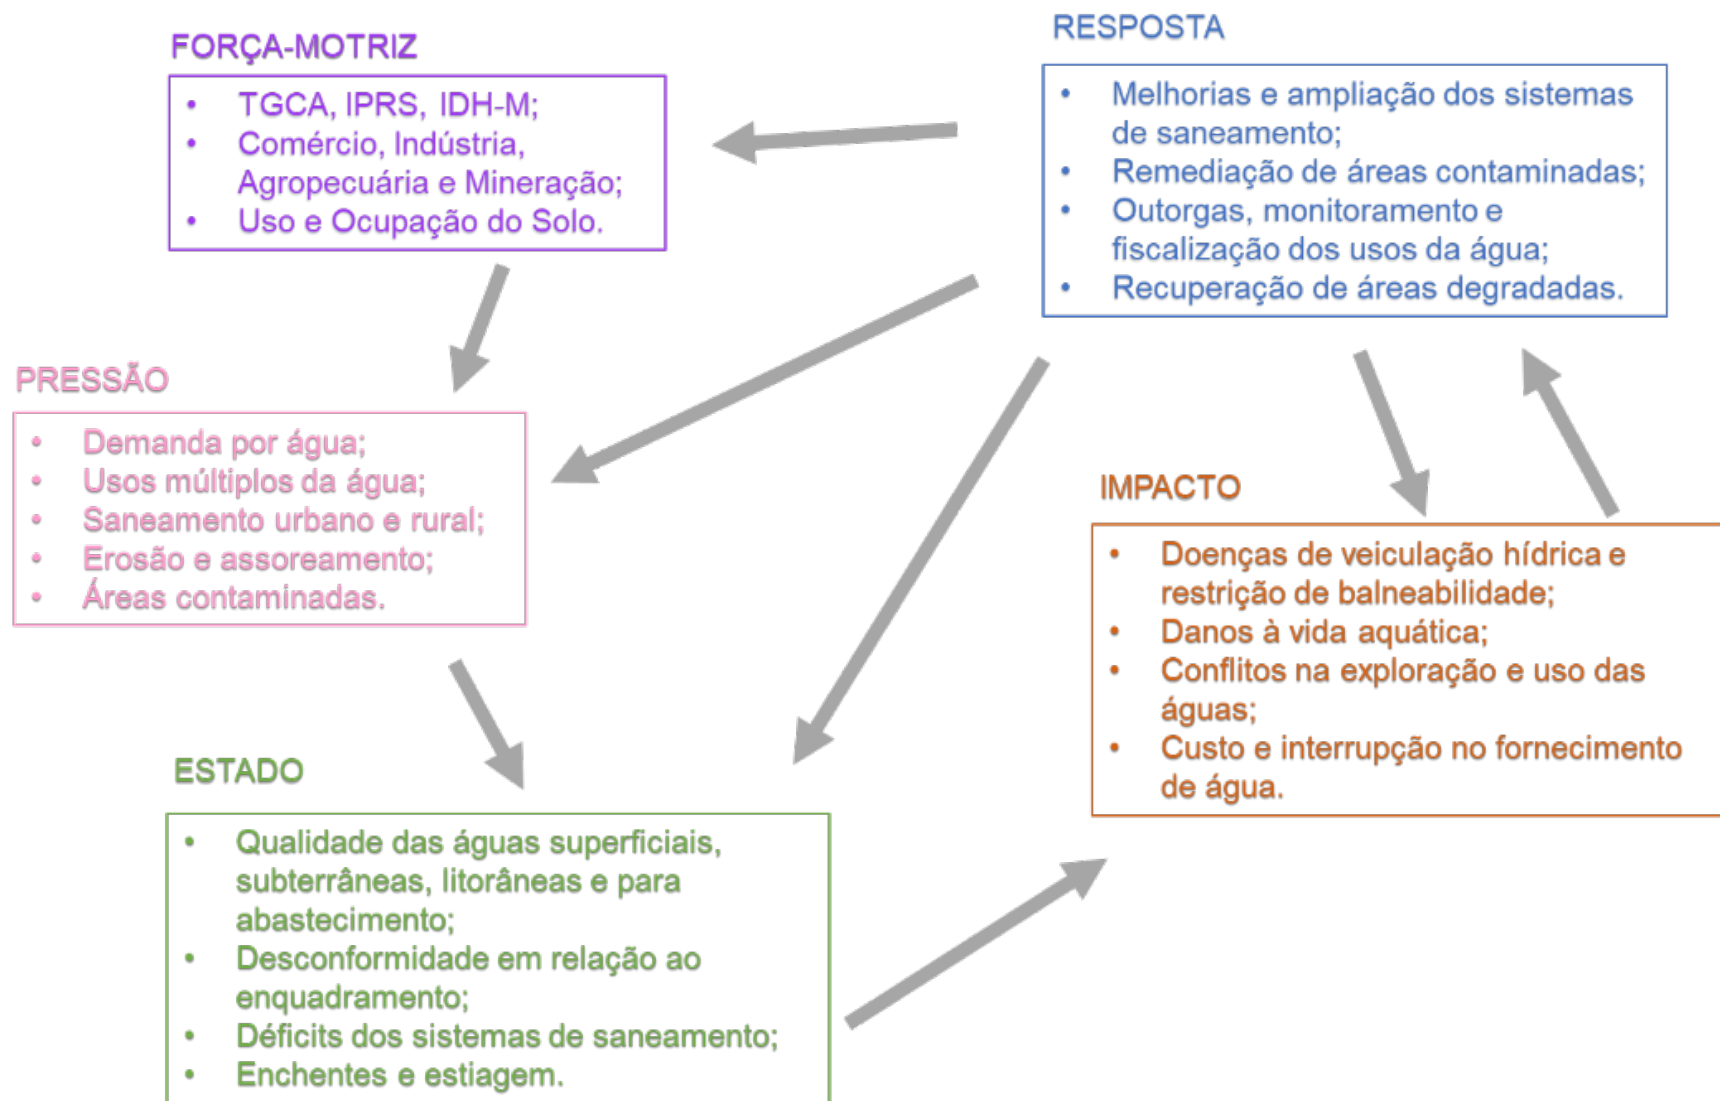 FORÇA-MOTRIZ
• TGCA, IPRS, IDH-M;
• Comércio, Indústria,
Agropecuária e Mineração;
• Uso e Ocupação do Solo.
RESPOSTA
• Melhorias e ampliação dos sistemas
de saneamento;
• Remediação de áreas contaminadas;
• Outorgas, monitoramento e
fiscalização dos usos da água;
• Recuperação de áreas degradadas.
PRESSÃO
• Demanda por água;
• Usos múltiplos da água;
• Saneamento urbano e rural;
• Erosão e assoreamento;
• Áreas contaminadas.
IMPACTO
• Doenças de veiculação hídrica e
restrição de balneabilidade;
• Danos à vida aquática;
• Conflitos na exploração e uso das
águas;
• Custo e interrupção no fornecimento
de água.
ESTADO
• Qualidade das águas superficiais,
subterrâneas, litorâneas e para
abastecimento;
• Desconformidade em relação ao
enquadramento;
• Déficits dos sistemas de saneamento;
• Enchentes e estiagem.